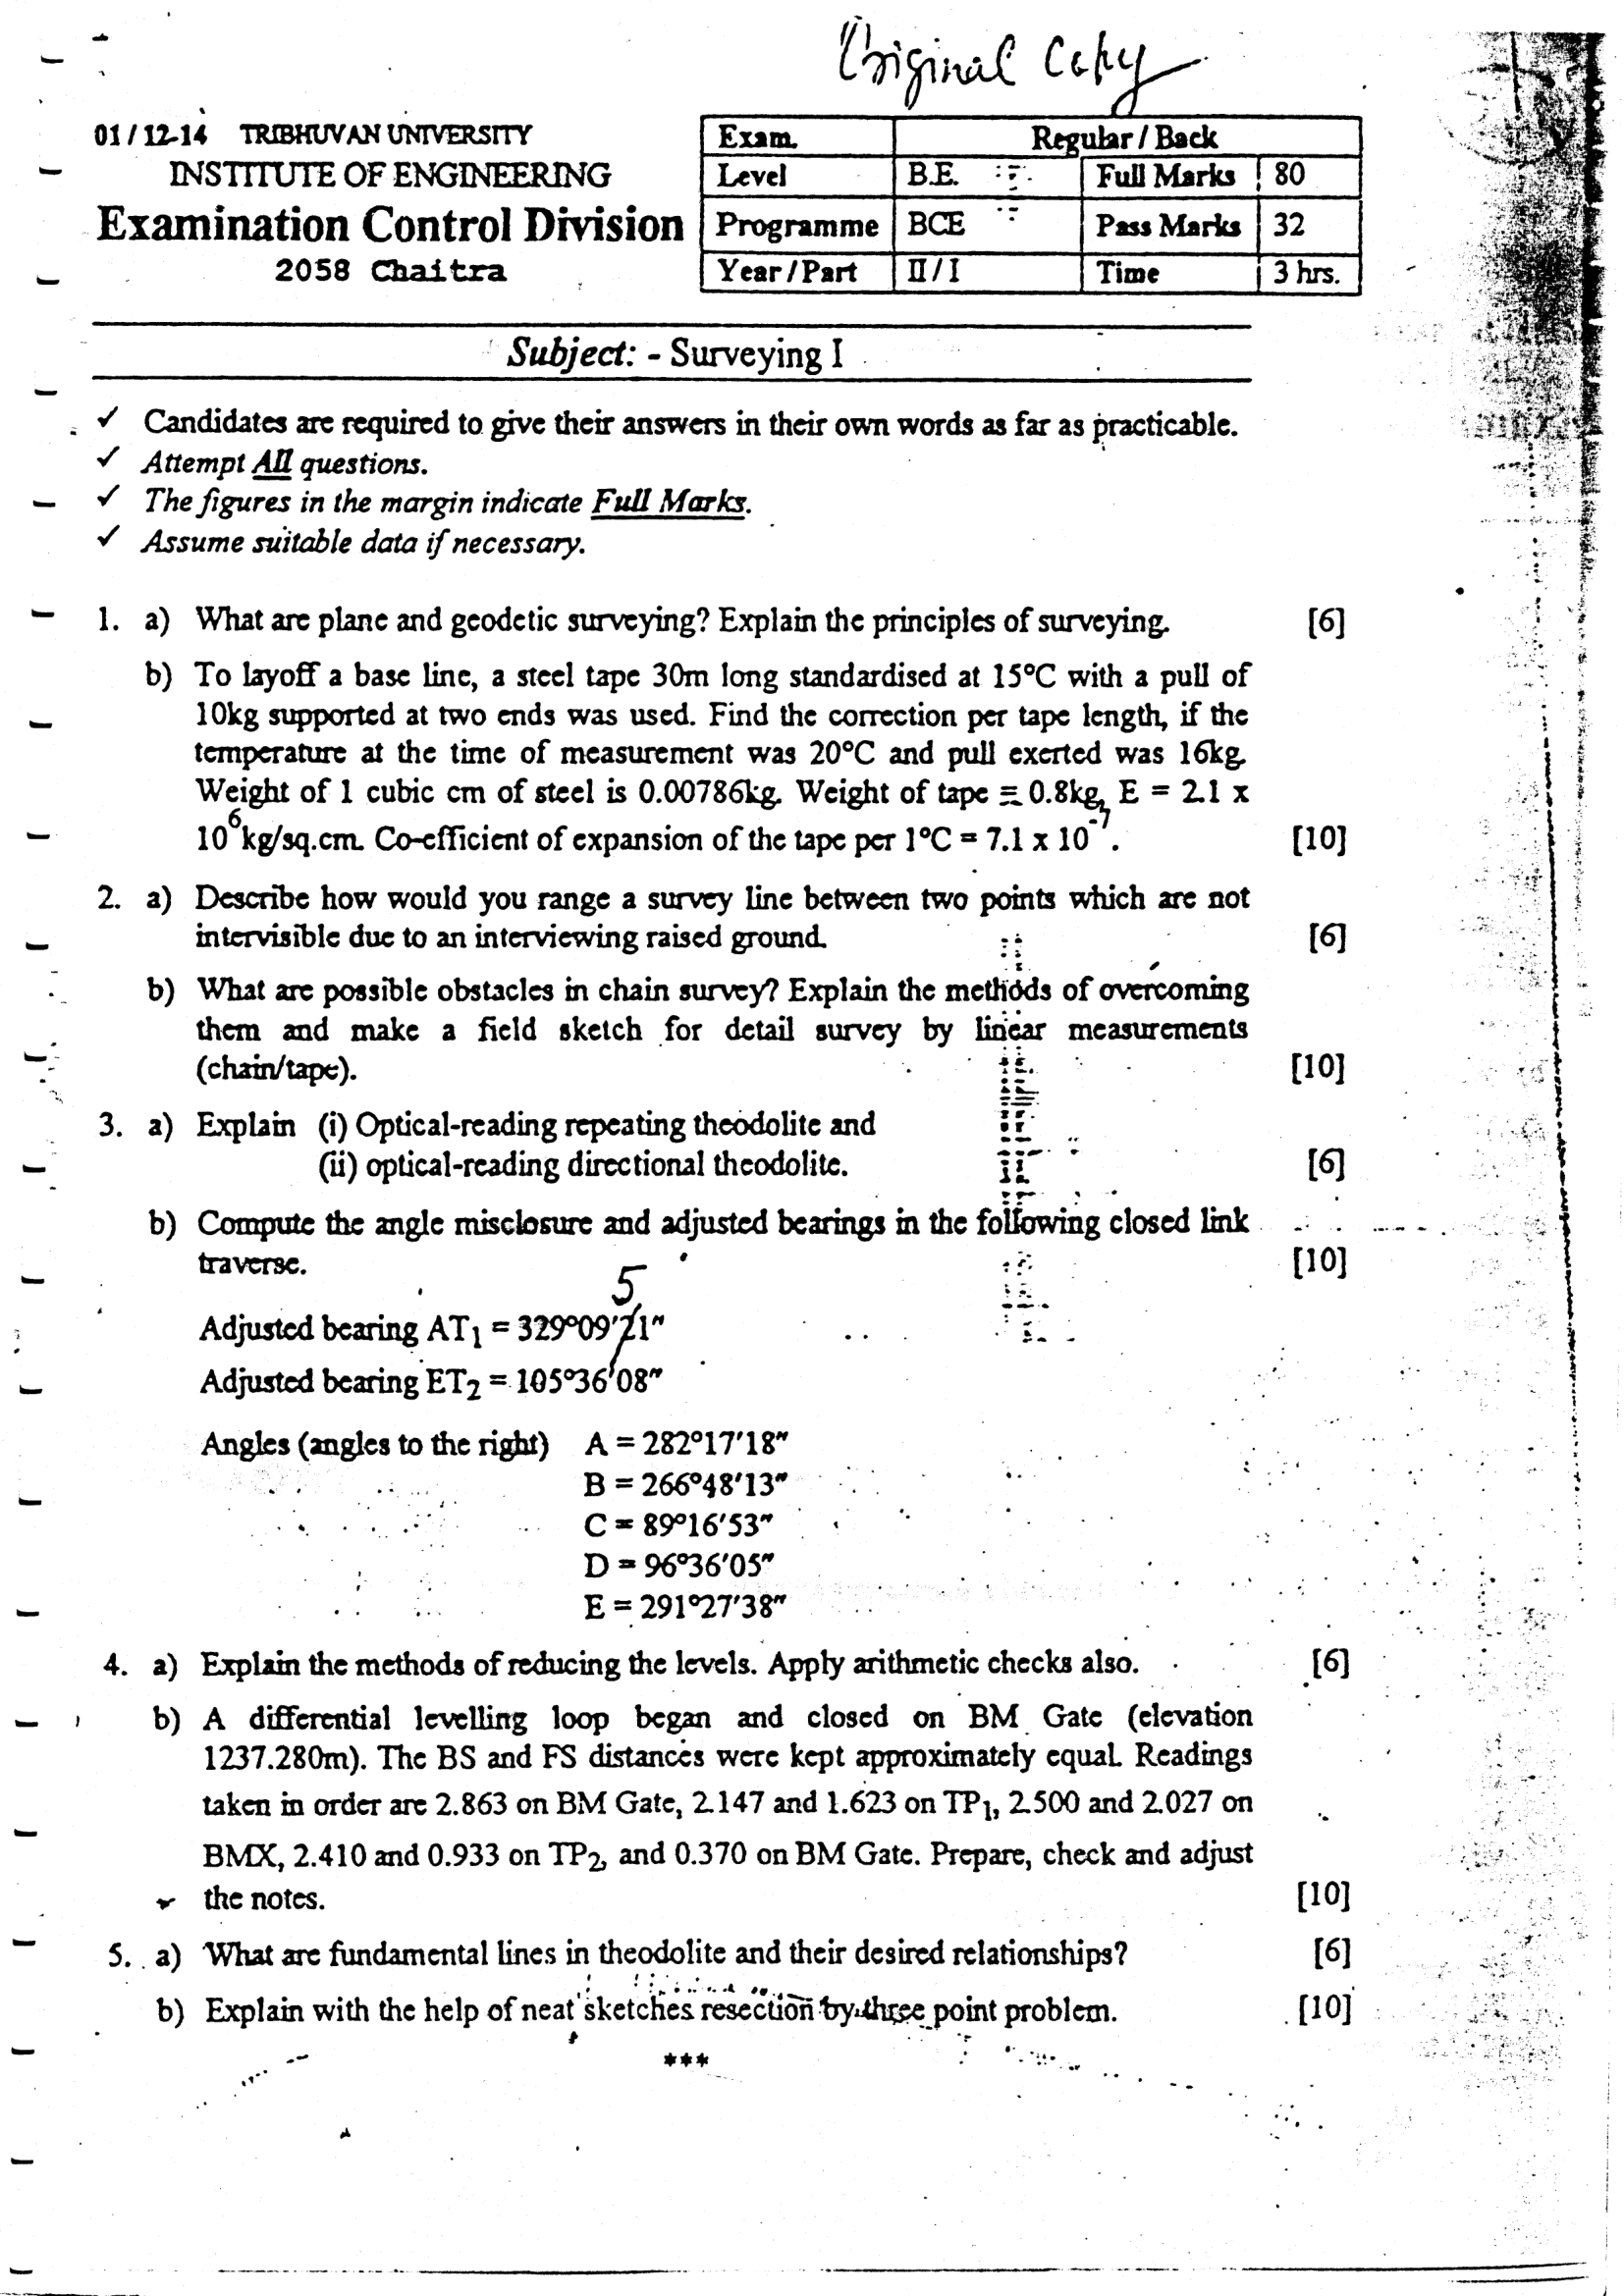 Original Copy
01/12-14 TRIBHUVAN UNIVERSITY
INSTITUTE OF ENGINEERING
Examination Control Division
2058 Chaitra
Exam. Regular / Back
Level B.E. Full Marks 80
Programme BCE Pass Marks 32
Year / Part II / I Time 3 hrs.
Subject: - Surveying I
✓ Candidates are required to give their answers in their own words as far as practicable.
✓ Attempt All questions.
✓ The figures in the margin indicate Full Marks.
✓ Assume suitable data if necessary.
1. a) What are plane and geodetic surveying? Explain the principles of surveying. [6]
b) To layoff a base line, a steel tape 30m long standardised at 15°C with a pull of
10kg supported at two ends was used. Find the correction per tape length, if the
temperature at the time of measurement was 20°C and pull exerted was 16kg.
Weight of 1 cubic cm of steel is 0.00786kg. Weight of tape = 0.8kg, E = 2.1 x
10⁶kg/sq.cm. Co-efficient of expansion of the tape per 1°C = 7.1 x 10⁻⁷. [10]
2. a) Describe how would you range a survey line between two points which are not
intervisible due to an interviewing raised ground. [6]
b) What are possible obstacles in chain survey? Explain the methods of overcoming
them and make a field sketch for detail survey by linear measurements
(chain/tape). [10]
3. a) Explain (i) Optical-reading repeating theodolite and
(ii) optical-reading directional theodolite. [6]
b) Compute the angle misclosure and adjusted bearings in the following closed link
traverse. [10]
5
Adjusted bearing AT₁ = 329°09'21"
Adjusted bearing ET₂ = 105°36'08"
Angles (angles to the right) A = 282°17'18"
B = 266°48'13"
C = 89°16'53"
D = 96°36'05"
E = 291°27'38"
4. a) Explain the methods of reducing the levels. Apply arithmetic checks also. [6]
b) A differential levelling loop began and closed on BM Gate (elevation
1237.280m). The BS and FS distances were kept approximately equal. Readings
taken in order are 2.863 on BM Gate, 2.147 and 1.623 on TP₁, 2.500 and 2.027 on
BMX, 2.410 and 0.933 on TP₂, and 0.370 on BM Gate. Prepare, check and adjust
the notes. [10]
5. a) What are fundamental lines in theodolite and their desired relationships? [6]
b) Explain with the help of neat sketches resection by three point problem. [10]
***